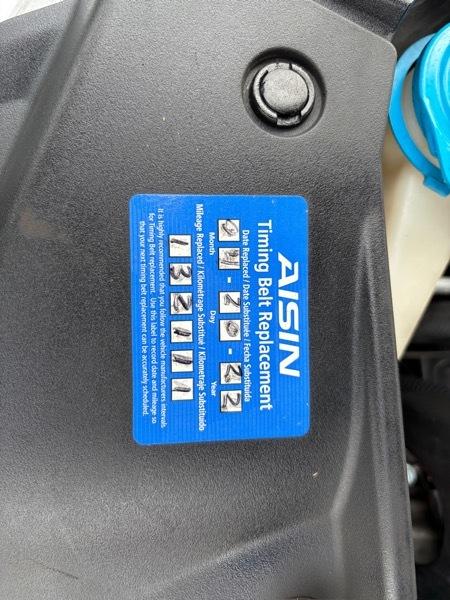 AISIN
Timing Belt Replacement
Date Replaced / Date Substitué / Fecha Substituida
04 - 10 - 22
Month Day Year
Mileage Replaced / Kilométrage Substitué / Kilometraje Substituido
132111
It is highly recommended that you follow the vehicle manufacturers intervals
for Timing Belt replacement. Use this label to record date and mileage so
that your next timing belt replacement can be accurately scheduled.